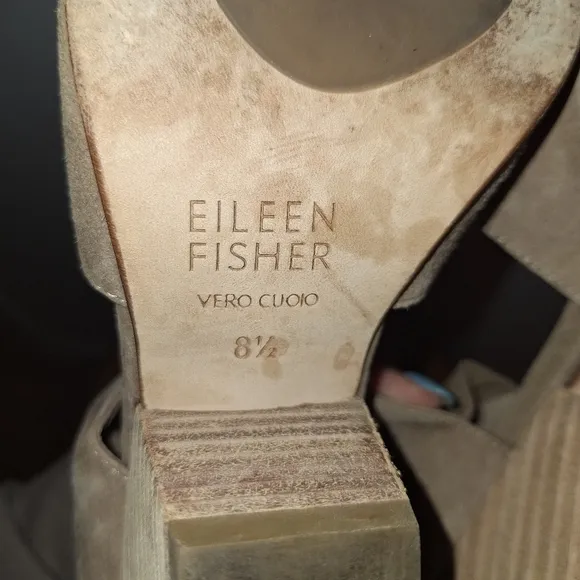 EILEEN
FISHER
VERO CUOIO
8½